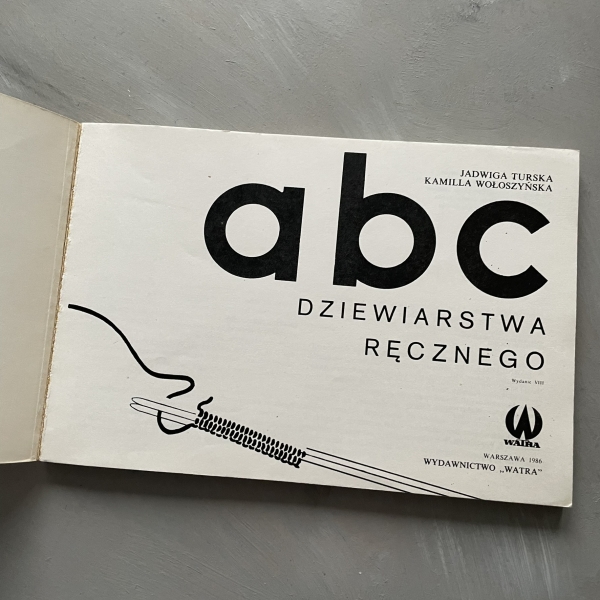 JADWIGA TURSKA
KAMILLA WOŁOSZYŃSKA
abc
DZIEWIARSTWA
RĘCZNEGO
Wydanie VIII
WATRA
WARSZAWA 1986
WYDAWNICTWO „WATRA”